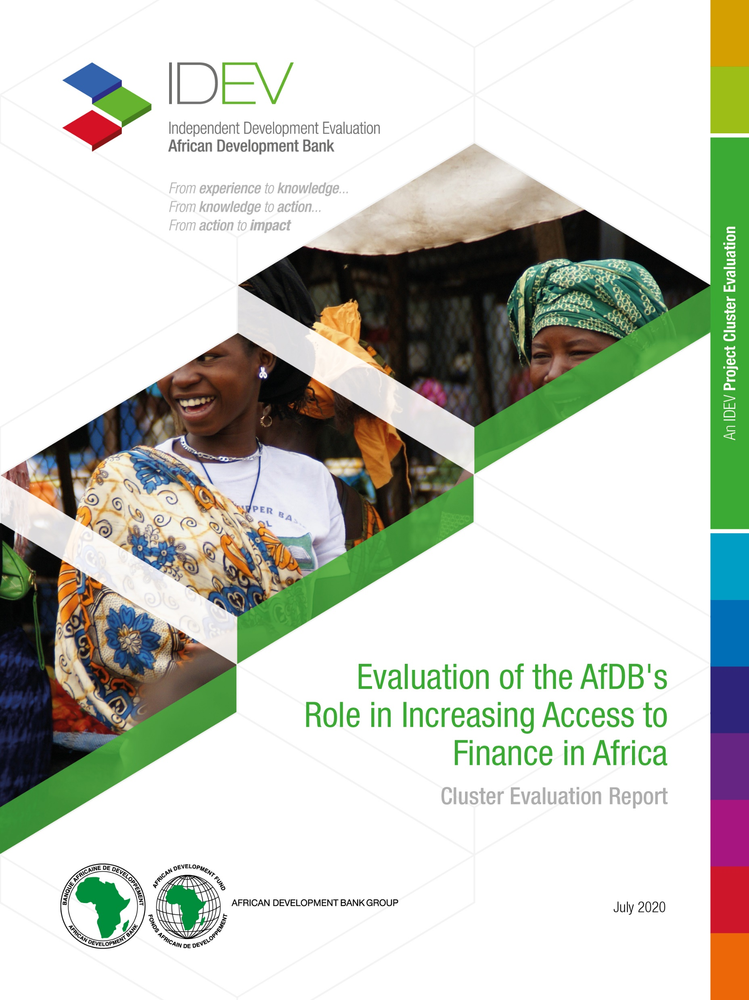 IDEV
Independent Development Evaluation
African Development Bank
From experience to knowledge...
From knowledge to action...
From action to impact
An IDEV Project Cluster Evaluation
UPPER BA
OL
Evaluation of the AfDB's
Role in Increasing Access to
Finance in Africa
Cluster Evaluation Report
BANQUE AFRICAINE DE DEVELOPPEMENT
AFRICAN DEVELOPMENT BANK
AFRICAN DEVELOPMENT FUND
FONDS AFRICAIN DE DEVELOPPEMENT
AFRICAN DEVELOPMENT BANK GROUP
July 2020